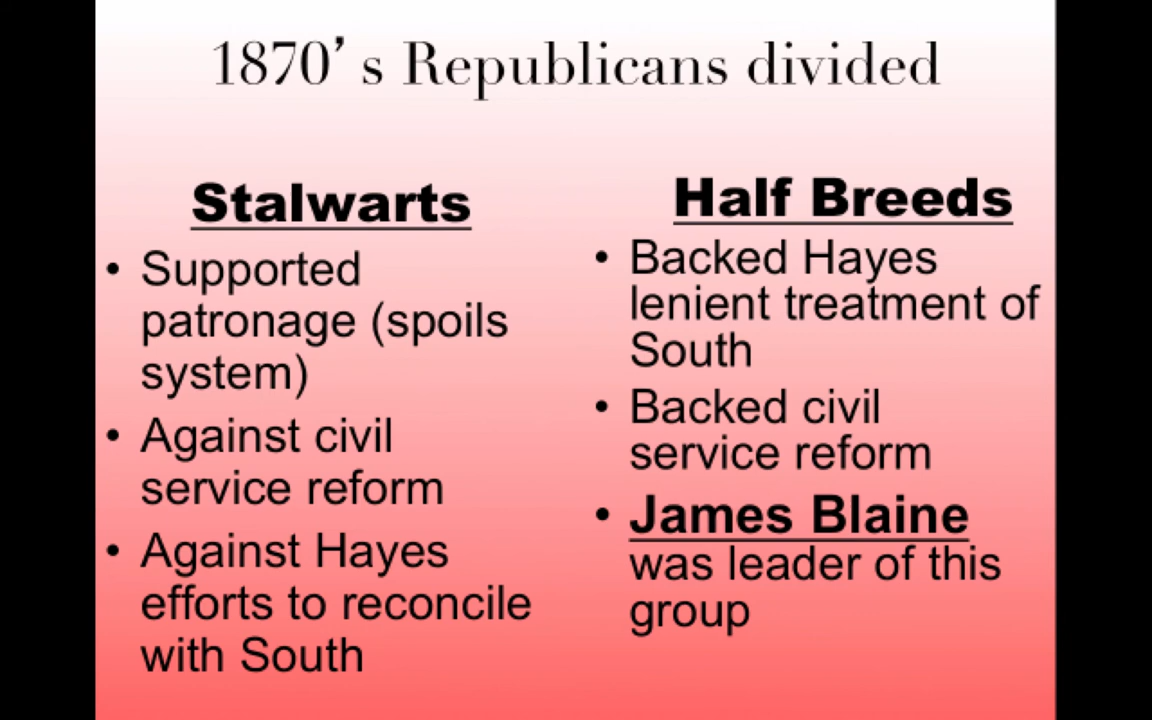 1870's Republicans divided
Stalwarts
• Supported
patronage (spoils
system)
• Against civil
service reform
• Against Hayes
efforts to reconcile
with South
Half Breeds
• Backed Hayes
lenient treatment of
South
• Backed civil
service reform
• James Blaine
was leader of this
group